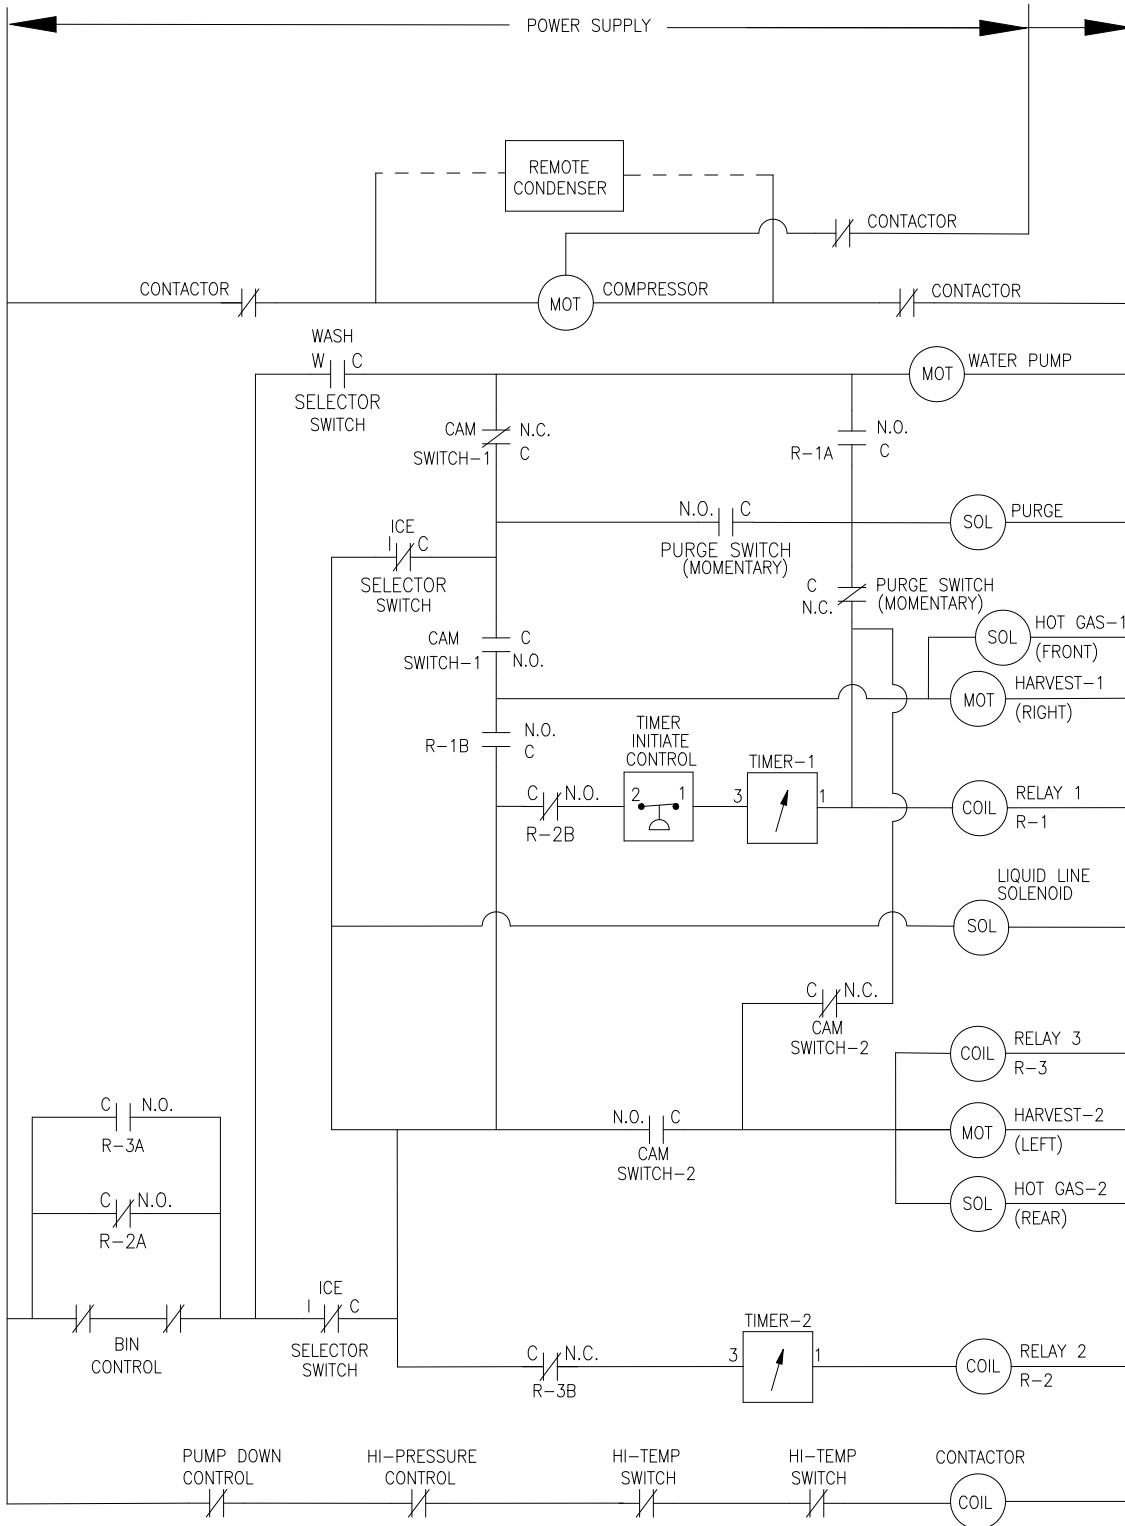 POWER SUPPLY
REMOTE
CONDENSER
CONTACTOR
CONTACTOR
MOT
COMPRESSOR
CONTACTOR
WASH
W C
SELECTOR
SWITCH
MOT
WATER PUMP
CAM
SWITCH-1
N.C.
C
R-1A
N.O.
C
N.O. C
PURGE SWITCH
(MOMENTARY)
SOL
PURGE
ICE
I C
SELECTOR
SWITCH
C
N.C.
PURGE SWITCH
(MOMENTARY)
CAM
SWITCH-1
C
N.O.
SOL
HOT GAS-1
(FRONT)
MOT
HARVEST-1
(RIGHT)
R-1B
N.O.
C
TIMER
INITIATE
CONTROL
2 1
C N.O.
R-2B
TIMER-1
3 1
COIL
RELAY 1
R-1
LIQUID LINE
SOLENOID
SOL
C N.C.
CAM
SWITCH-2
COIL
RELAY 3
R-3
C N.O.
R-3A
N.O. C
CAM
SWITCH-2
MOT
HARVEST-2
(LEFT)
C N.O.
R-2A
SOL
HOT GAS-2
(REAR)
BIN
CONTROL
ICE
I C
SELECTOR
SWITCH
C N.C.
R-3B
TIMER-2
3 1
COIL
RELAY 2
R-2
PUMP DOWN
CONTROL
HI-PRESSURE
CONTROL
HI-TEMP
SWITCH
HI-TEMP
SWITCH
CONTACTOR
COIL